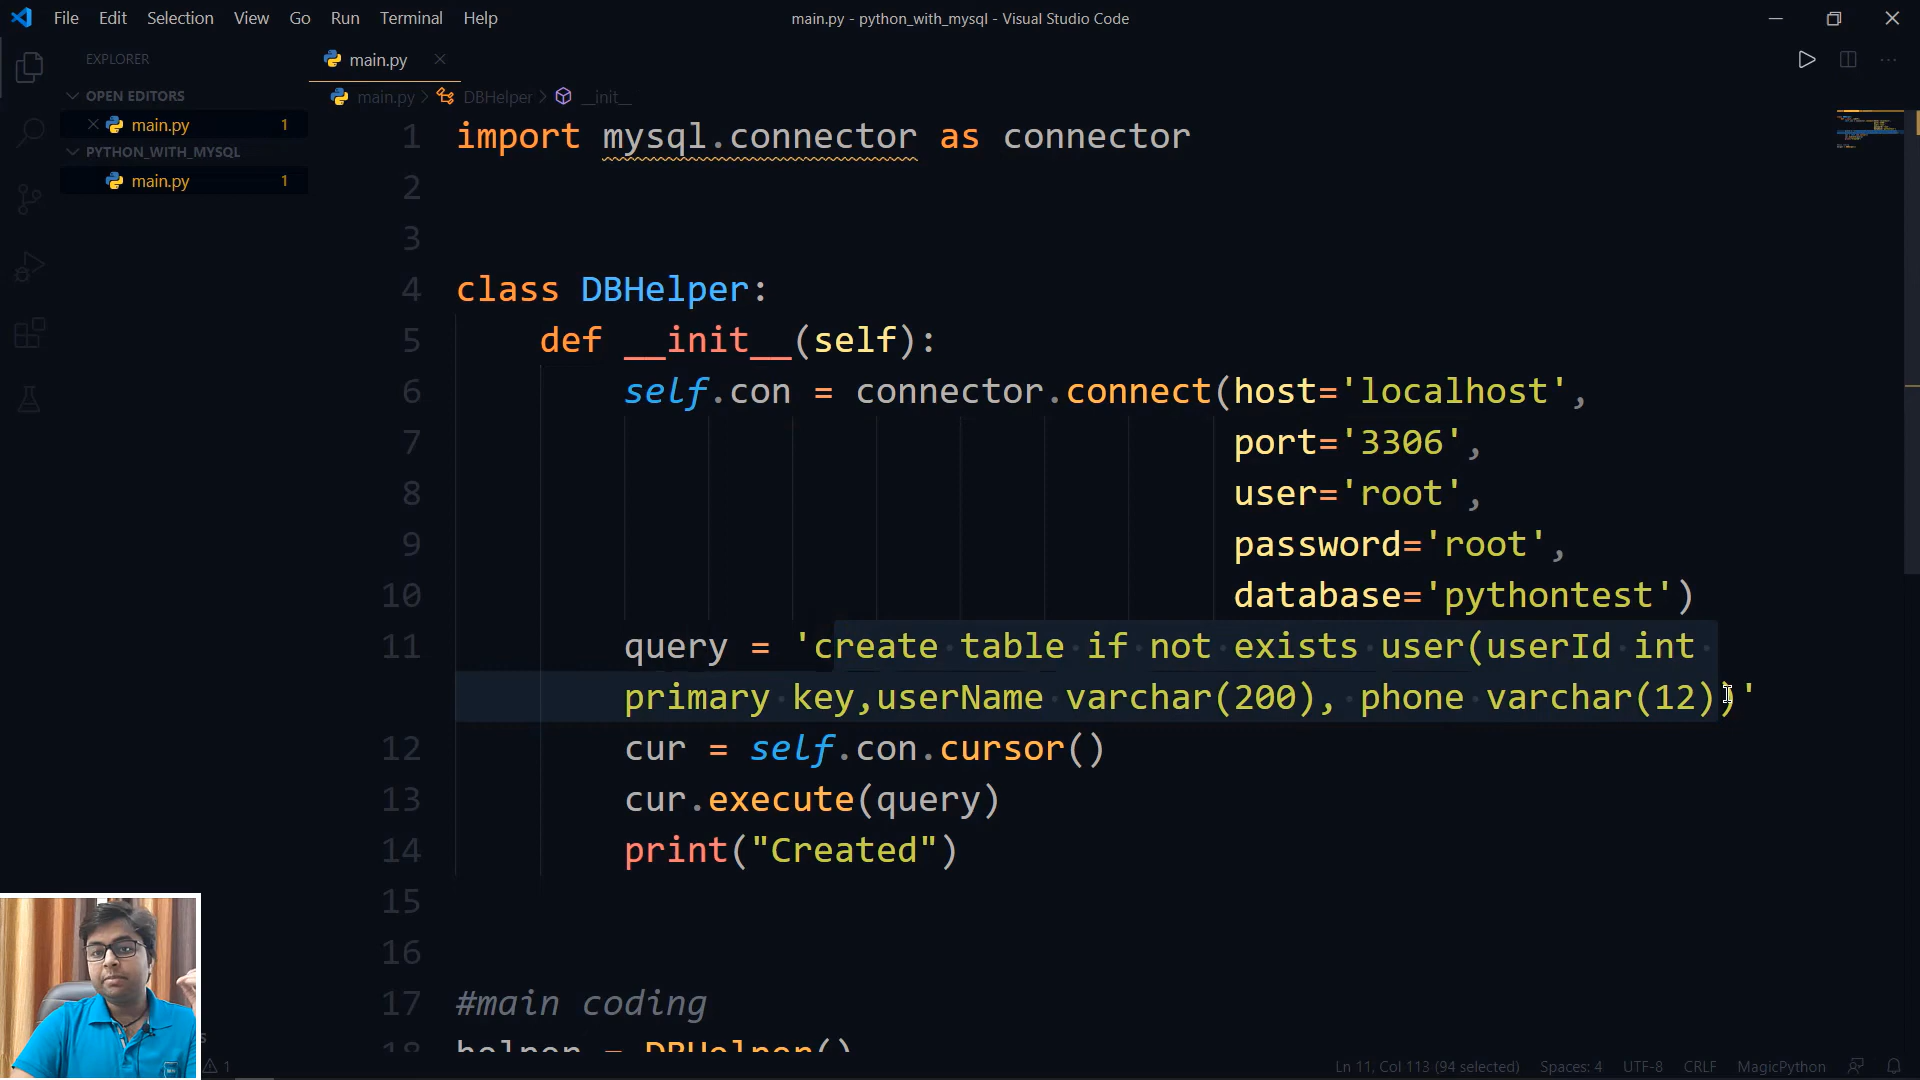 File Edit Selection View Go Run Terminal Help
main.py - python_with_mysql - Visual Studio Code
EXPLORER
OPEN EDITORS
main.py 1
PYTHON_WITH_MYSQL
main.py 1
main.py
main.py > DBHelper > __init__
1 import mysql.connector as connector
2
3
4 class DBHelper:
5 def __init__(self):
6 self.con = connector.connect(host='localhost',
7 port='3306',
8 user='root',
9 password='root',
10 database='pythontest')
11 query = 'create table if not exists user(userId int
primary key,userName varchar(200), phone varchar(12))'
12 cur = self.con.cursor()
13 cur.execute(query)
14 print("Created")
15
16
17 #main coding
18 helper = DBHelper()
1
Ln 11, Col 113 (94 selected) Spaces: 4 UTF-8 CRLF MagicPython